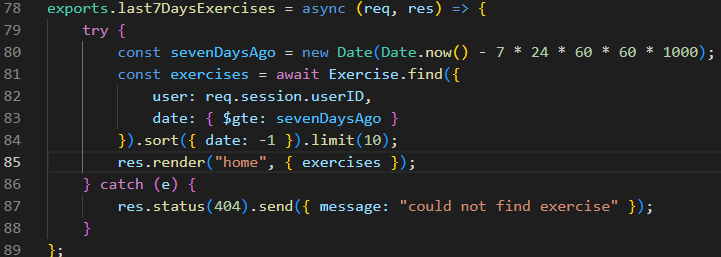 78 exports.last7DaysExercises = async (req, res) => {
79 try {
80 const sevenDaysAgo = new Date(Date.now() - 7 * 24 * 60 * 60 * 1000);
81 const exercises = await Exercise.find({
82 user: req.session.userID,
83 date: { $gte: sevenDaysAgo }
84 }).sort({ date: -1 }).limit(10);
85 res.render("home", { exercises });
86 } catch (e) {
87 res.status(404).send({ message: "could not find exercise" });
88 }
89 };